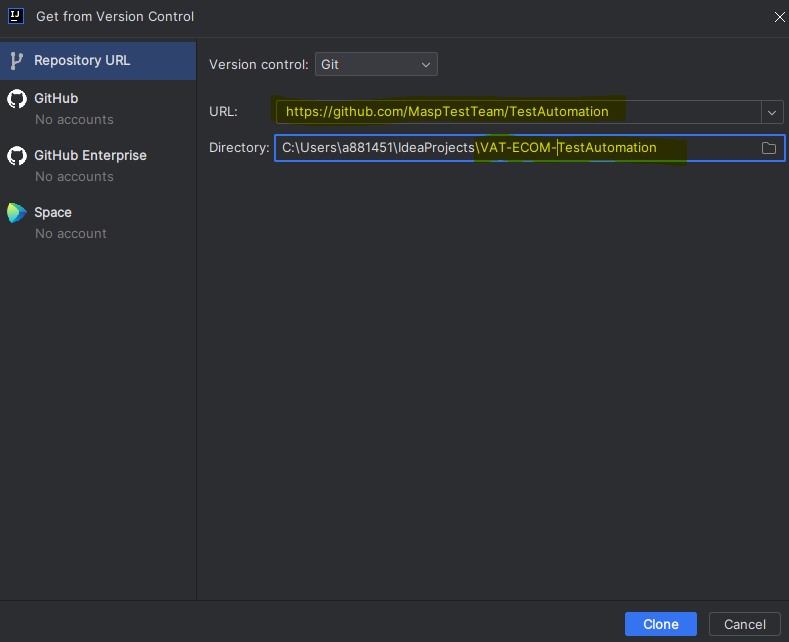 IJ
Get from Version Control
Repository URL
GitHub
No accounts
GitHub Enterprise
No accounts
Space
No account
Version control: Git
URL: https://github.com/MaspTestTeam/TestAutomation
Directory: C:\Users\a881451\IdeaProjects\VAT-ECOM-TestAutomation
Clone Cancel